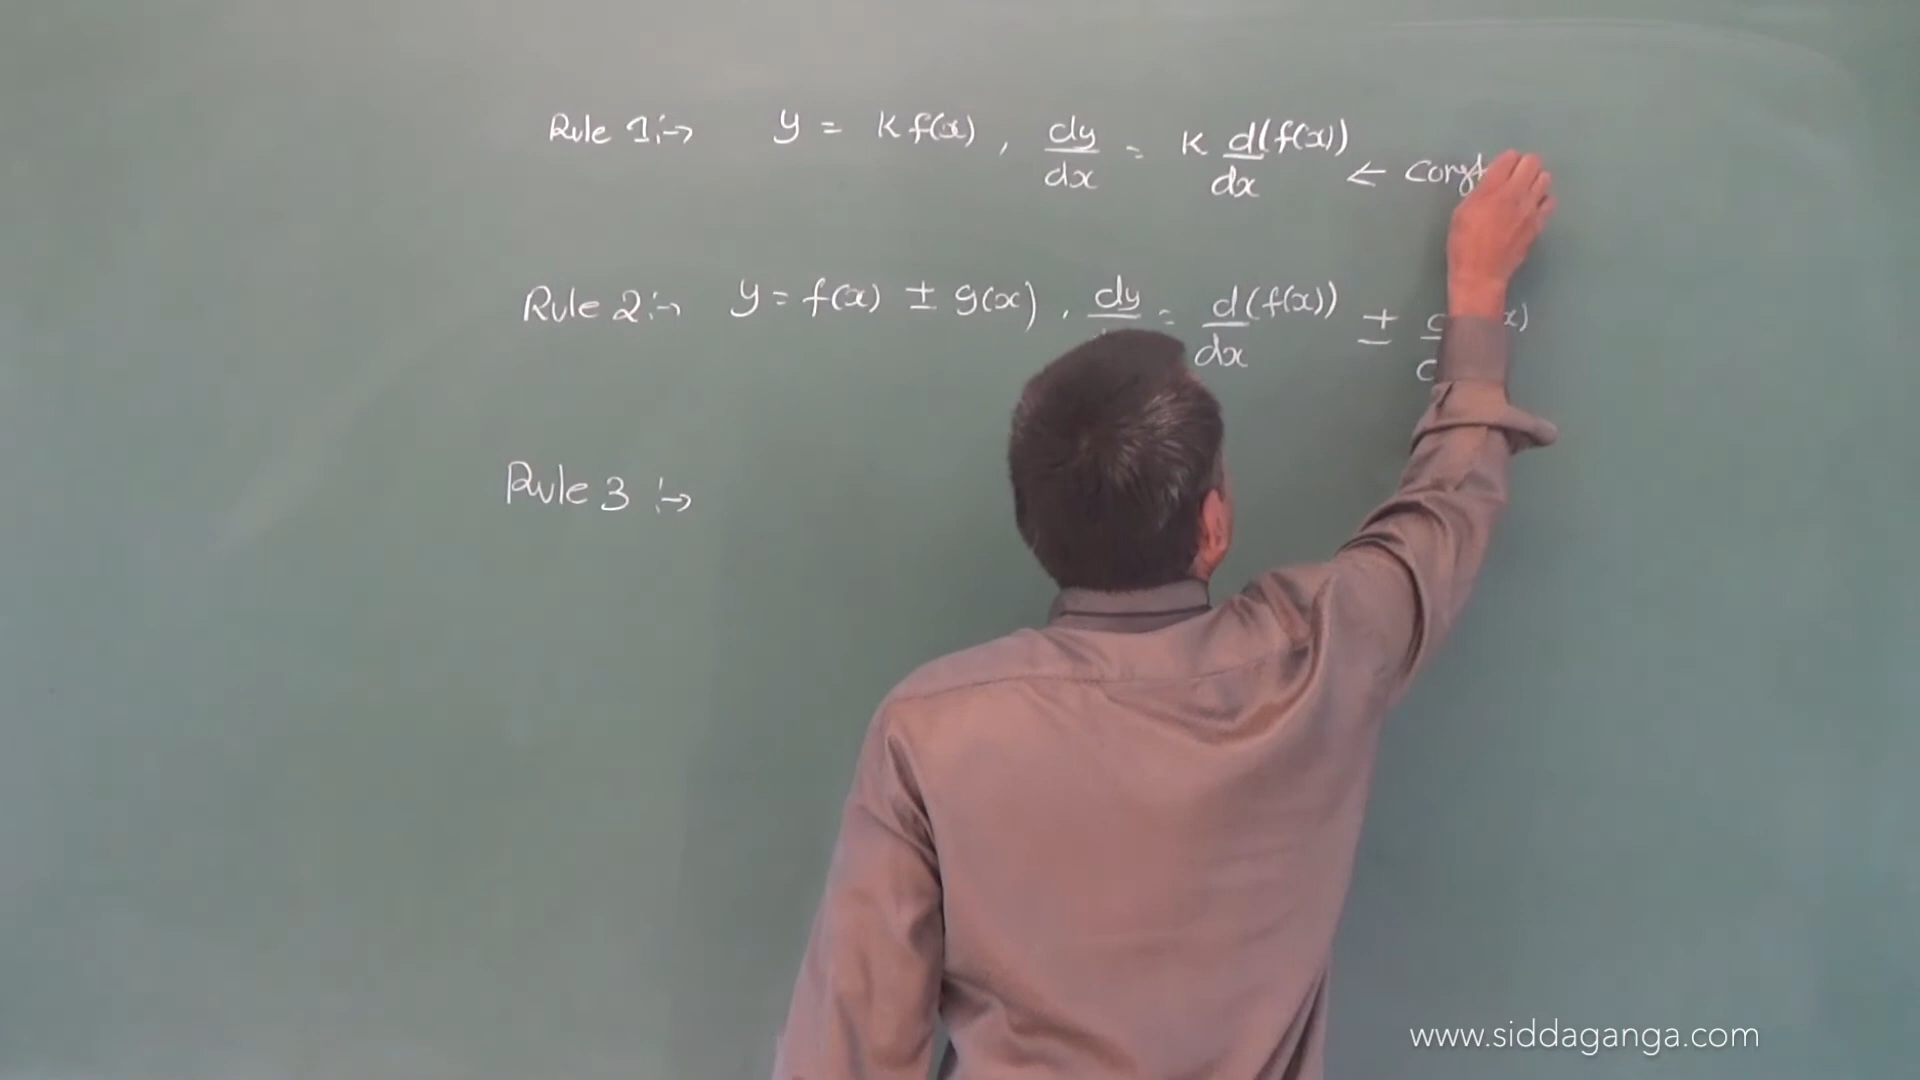 Rule 1:→ y = K f(x), dy/dx = K d(f(x))/dx ← const
Rule 2:→ y = f(x) ± g(x), dy = d(f(x))/dx ± x)
Rule 3 :→
www.siddaganga.com